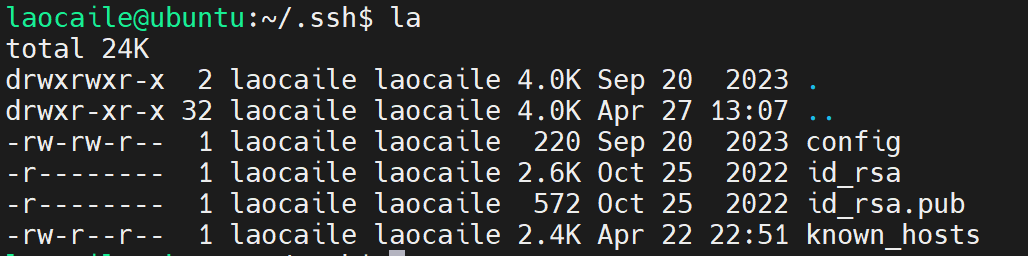 laocaile@ubuntu:~/.ssh$ la
total 24K
drwxrwxr-x  2 laocaile laocaile 4.0K Sep 20  2023 .
drwxr-xr-x 32 laocaile laocaile 4.0K Apr 27 13:07 ..
-rw-rw-r--  1 laocaile laocaile  220 Sep 20  2023 config
-r--------  1 laocaile laocaile 2.6K Oct 25  2022 id_rsa
-r--------  1 laocaile laocaile  572 Oct 25  2022 id_rsa.pub
-rw-r--r--  1 laocaile laocaile 2.4K Apr 22 22:51 known_hosts